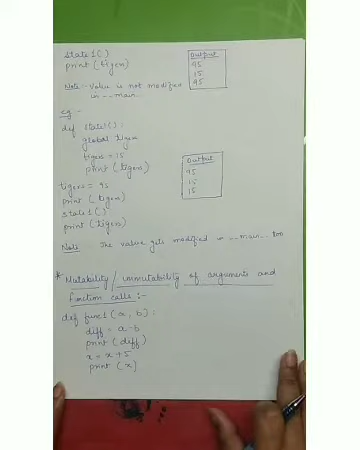 state1()
print(tiger)
Output
95
15
95
Note:- Value is not modified
in __main__
eg:-
def state1():
global tiger
tiger = 15
print(tiger)
Output
95
15
15
tiger = 95
print(tiger)
state1()
print(tiger)
Note:- The value gets modified in __main__ too
* Mutability/immutability of arguments and
function calls :-
def func1(a, b):
diff = a-b
print(diff)
x = x+5
print(x)